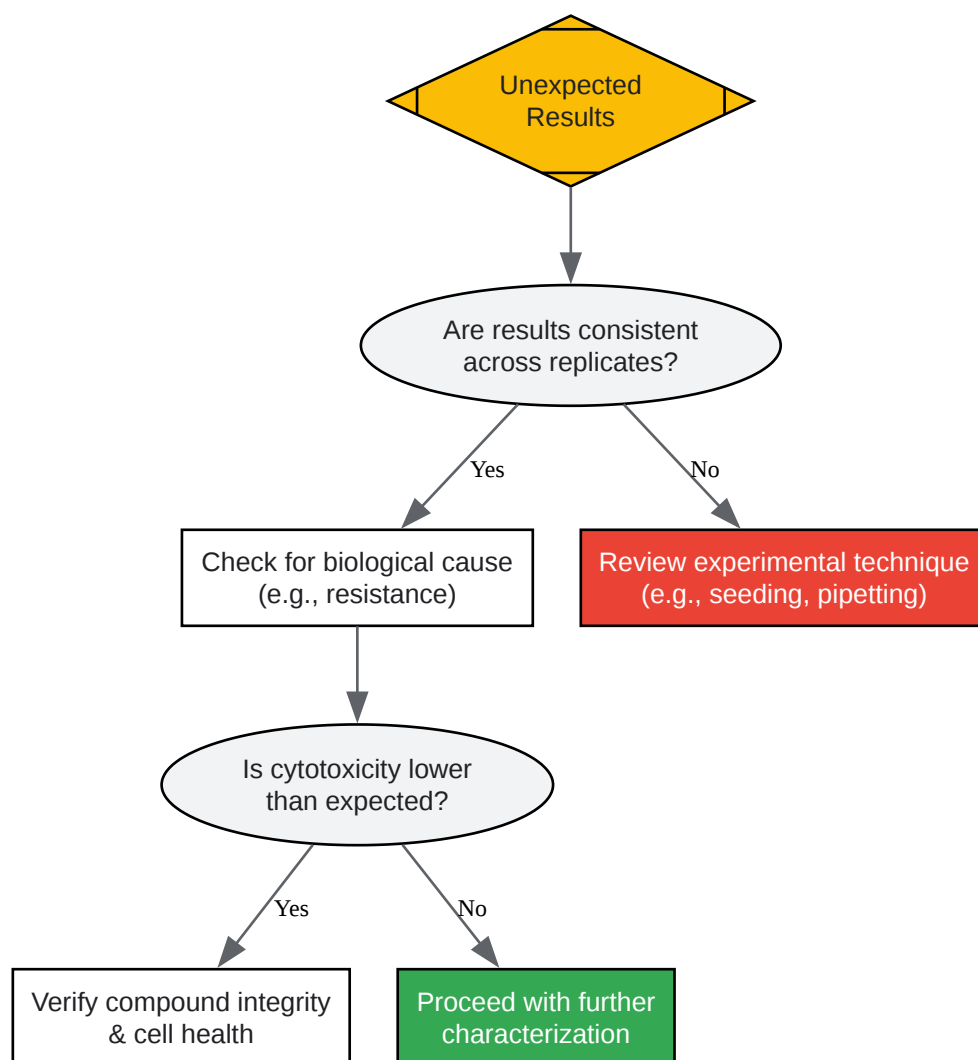 Unexpected
Results
Are results consistent
across replicates?
Yes
No
Check for biological cause
(e.g., resistance)
Review experimental technique
(e.g., seeding, pipetting)
Is cytotoxicity lower
than expected?
Yes
No
Verify compound integrity
& cell health
Proceed with further
characterization